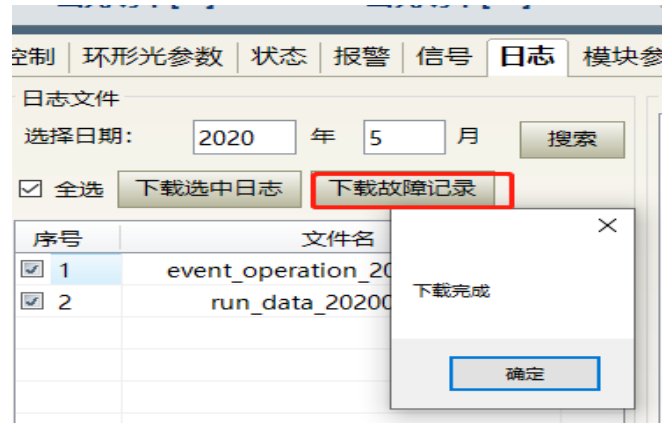 控制 环形光参数 状态 报警 信号 日志 模块参
日志文件
选择日期: 2020 年 5 月 搜索
全选 下载选中日志 下载故障记录
序号 文件名
1 event_operation_20
2 run_data_20200
下载完成
确定